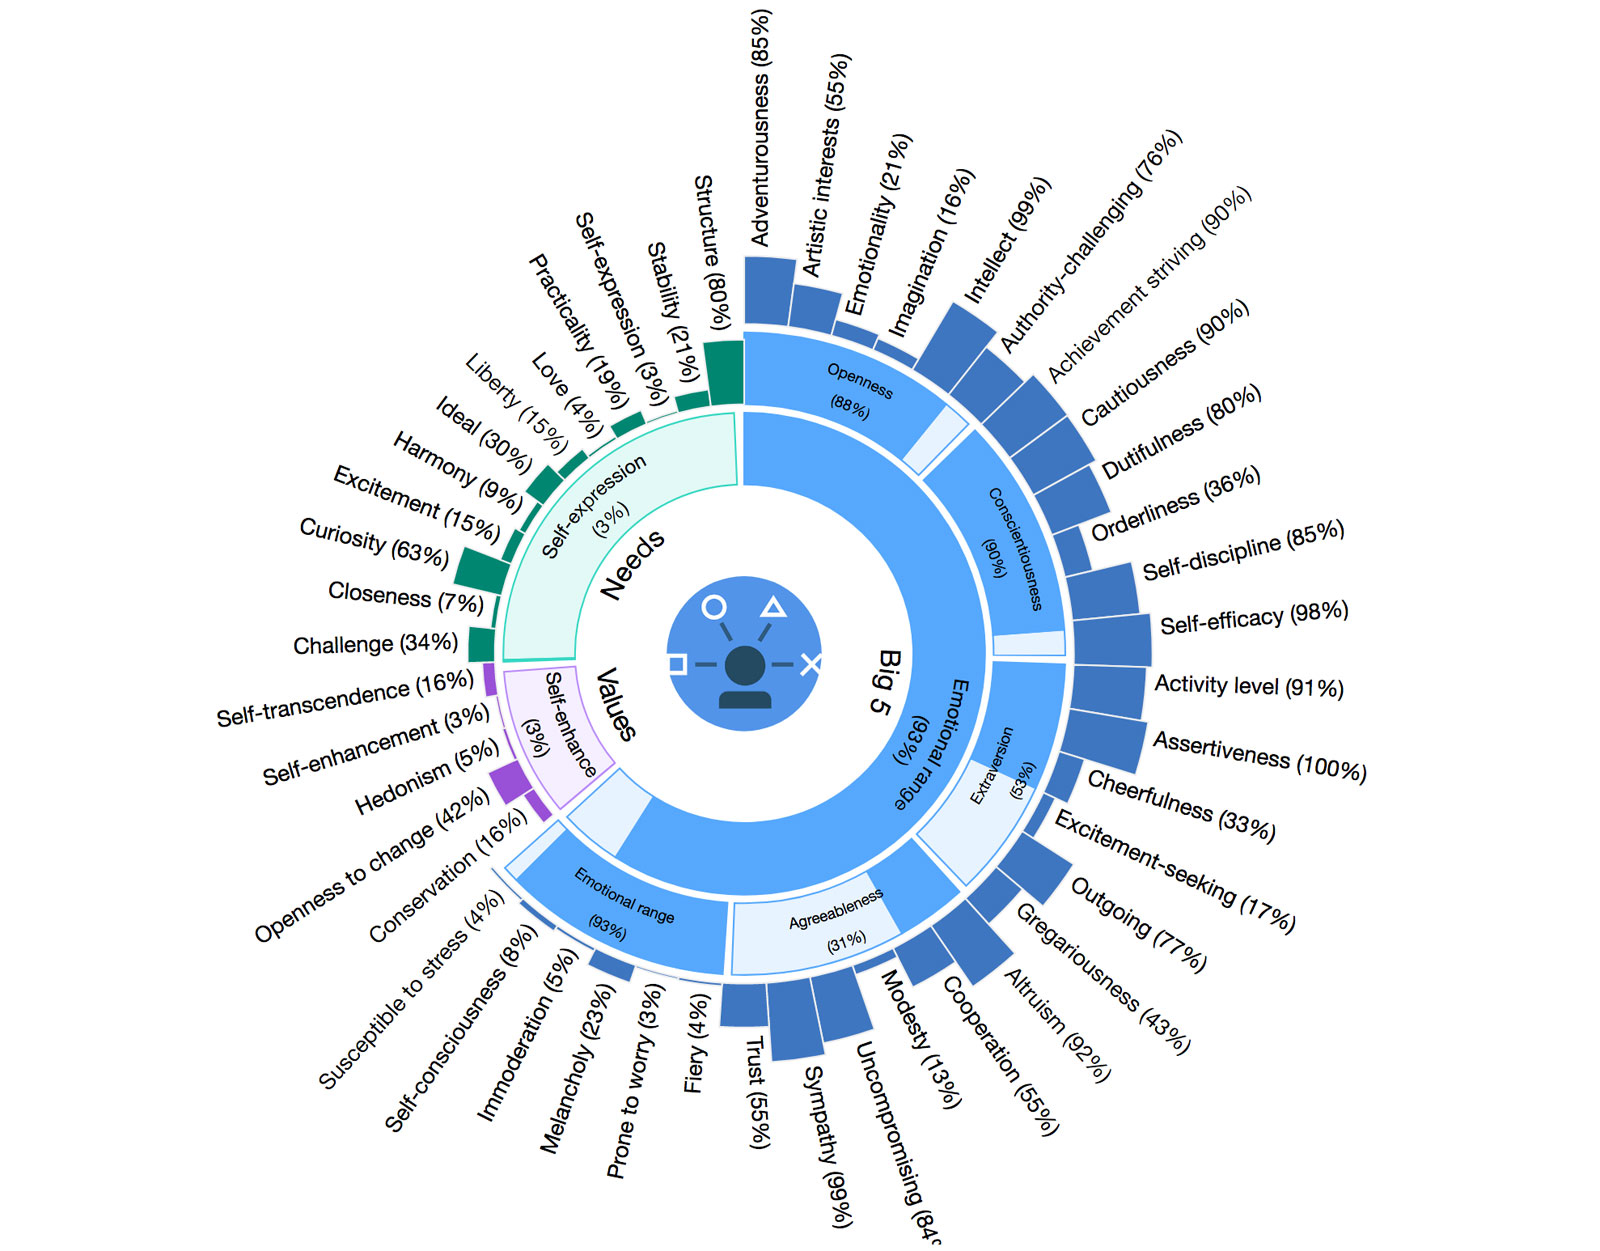 Adventurousness (85%)
Artistic interests (55%)
Emotionality (21%)
Imagination (16%)
Intellect (99%)
Authority-challenging (76%)
Achievement striving (90%)
Cautiousness (90%)
Dutifulness (80%)
Orderliness (36%)
Self-discipline (85%)
Self-efficacy (98%)
Activity level (91%)
Assertiveness (100%)
Cheerfulness (33%)
Excitement-seeking (17%)
Outgoing (77%)
Gregariousness (43%)
Altruism (92%)
Cooperation (55%)
Modesty (13%)
Uncompromising (84%
Sympathy (99%)
Trust (55%)
Fiery (4%)
Prone to worry (3%)
Melancholy (23%)
Immoderation (5%)
Self-consciousness (8%)
Susceptible to stress (4%)
Conservation (16%)
Openness to change (42%)
Hedonism (5%)
Self-enhancement (3%)
Self-transcendence (16%)
Challenge (34%)
Closeness (7%)
Curiosity (63%)
Excitement (15%)
Harmony (9%)
Ideal (30%)
Liberty (15%)
Love (4%)
Practicality (19%)
Self-expression (3%)
Stability (21%)
Structure (80%)
Openness
(88%)
Conscientiousness
(90%)
Extraversion
(53%)
Agreeableness
(31%)
Emotional range
(93%)
Emotional range
(93%)
Big 5
Self-enhance
(3%)
Values
Self-expression
(3%)
Needs